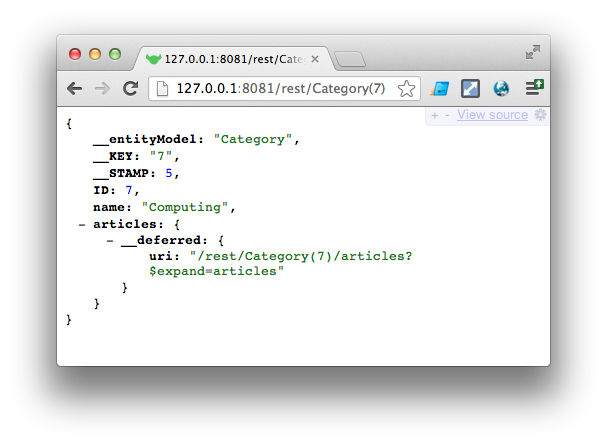 127.0.0.1:8081/rest/Cate
127.0.0.1:8081/rest/Category(7)
+ - View source
{
__entityModel: "Category",
__KEY: "7",
__STAMP: 5,
ID: 7,
name: "Computing",
- articles: {
- __deferred: {
uri: "/rest/Category(7)/articles?
$expand=articles"
}
}
}